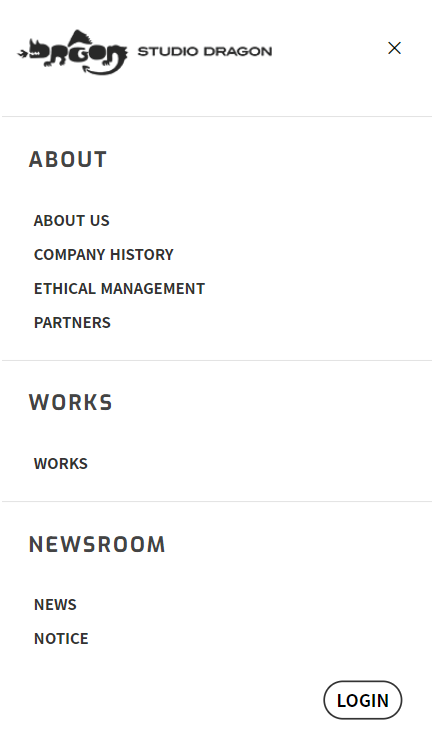 DRAGON STUDIO DRAGON
ABOUT
ABOUT US
COMPANY HISTORY
ETHICAL MANAGEMENT
PARTNERS
WORKS
WORKS
NEWSROOM
NEWS
NOTICE
LOGIN